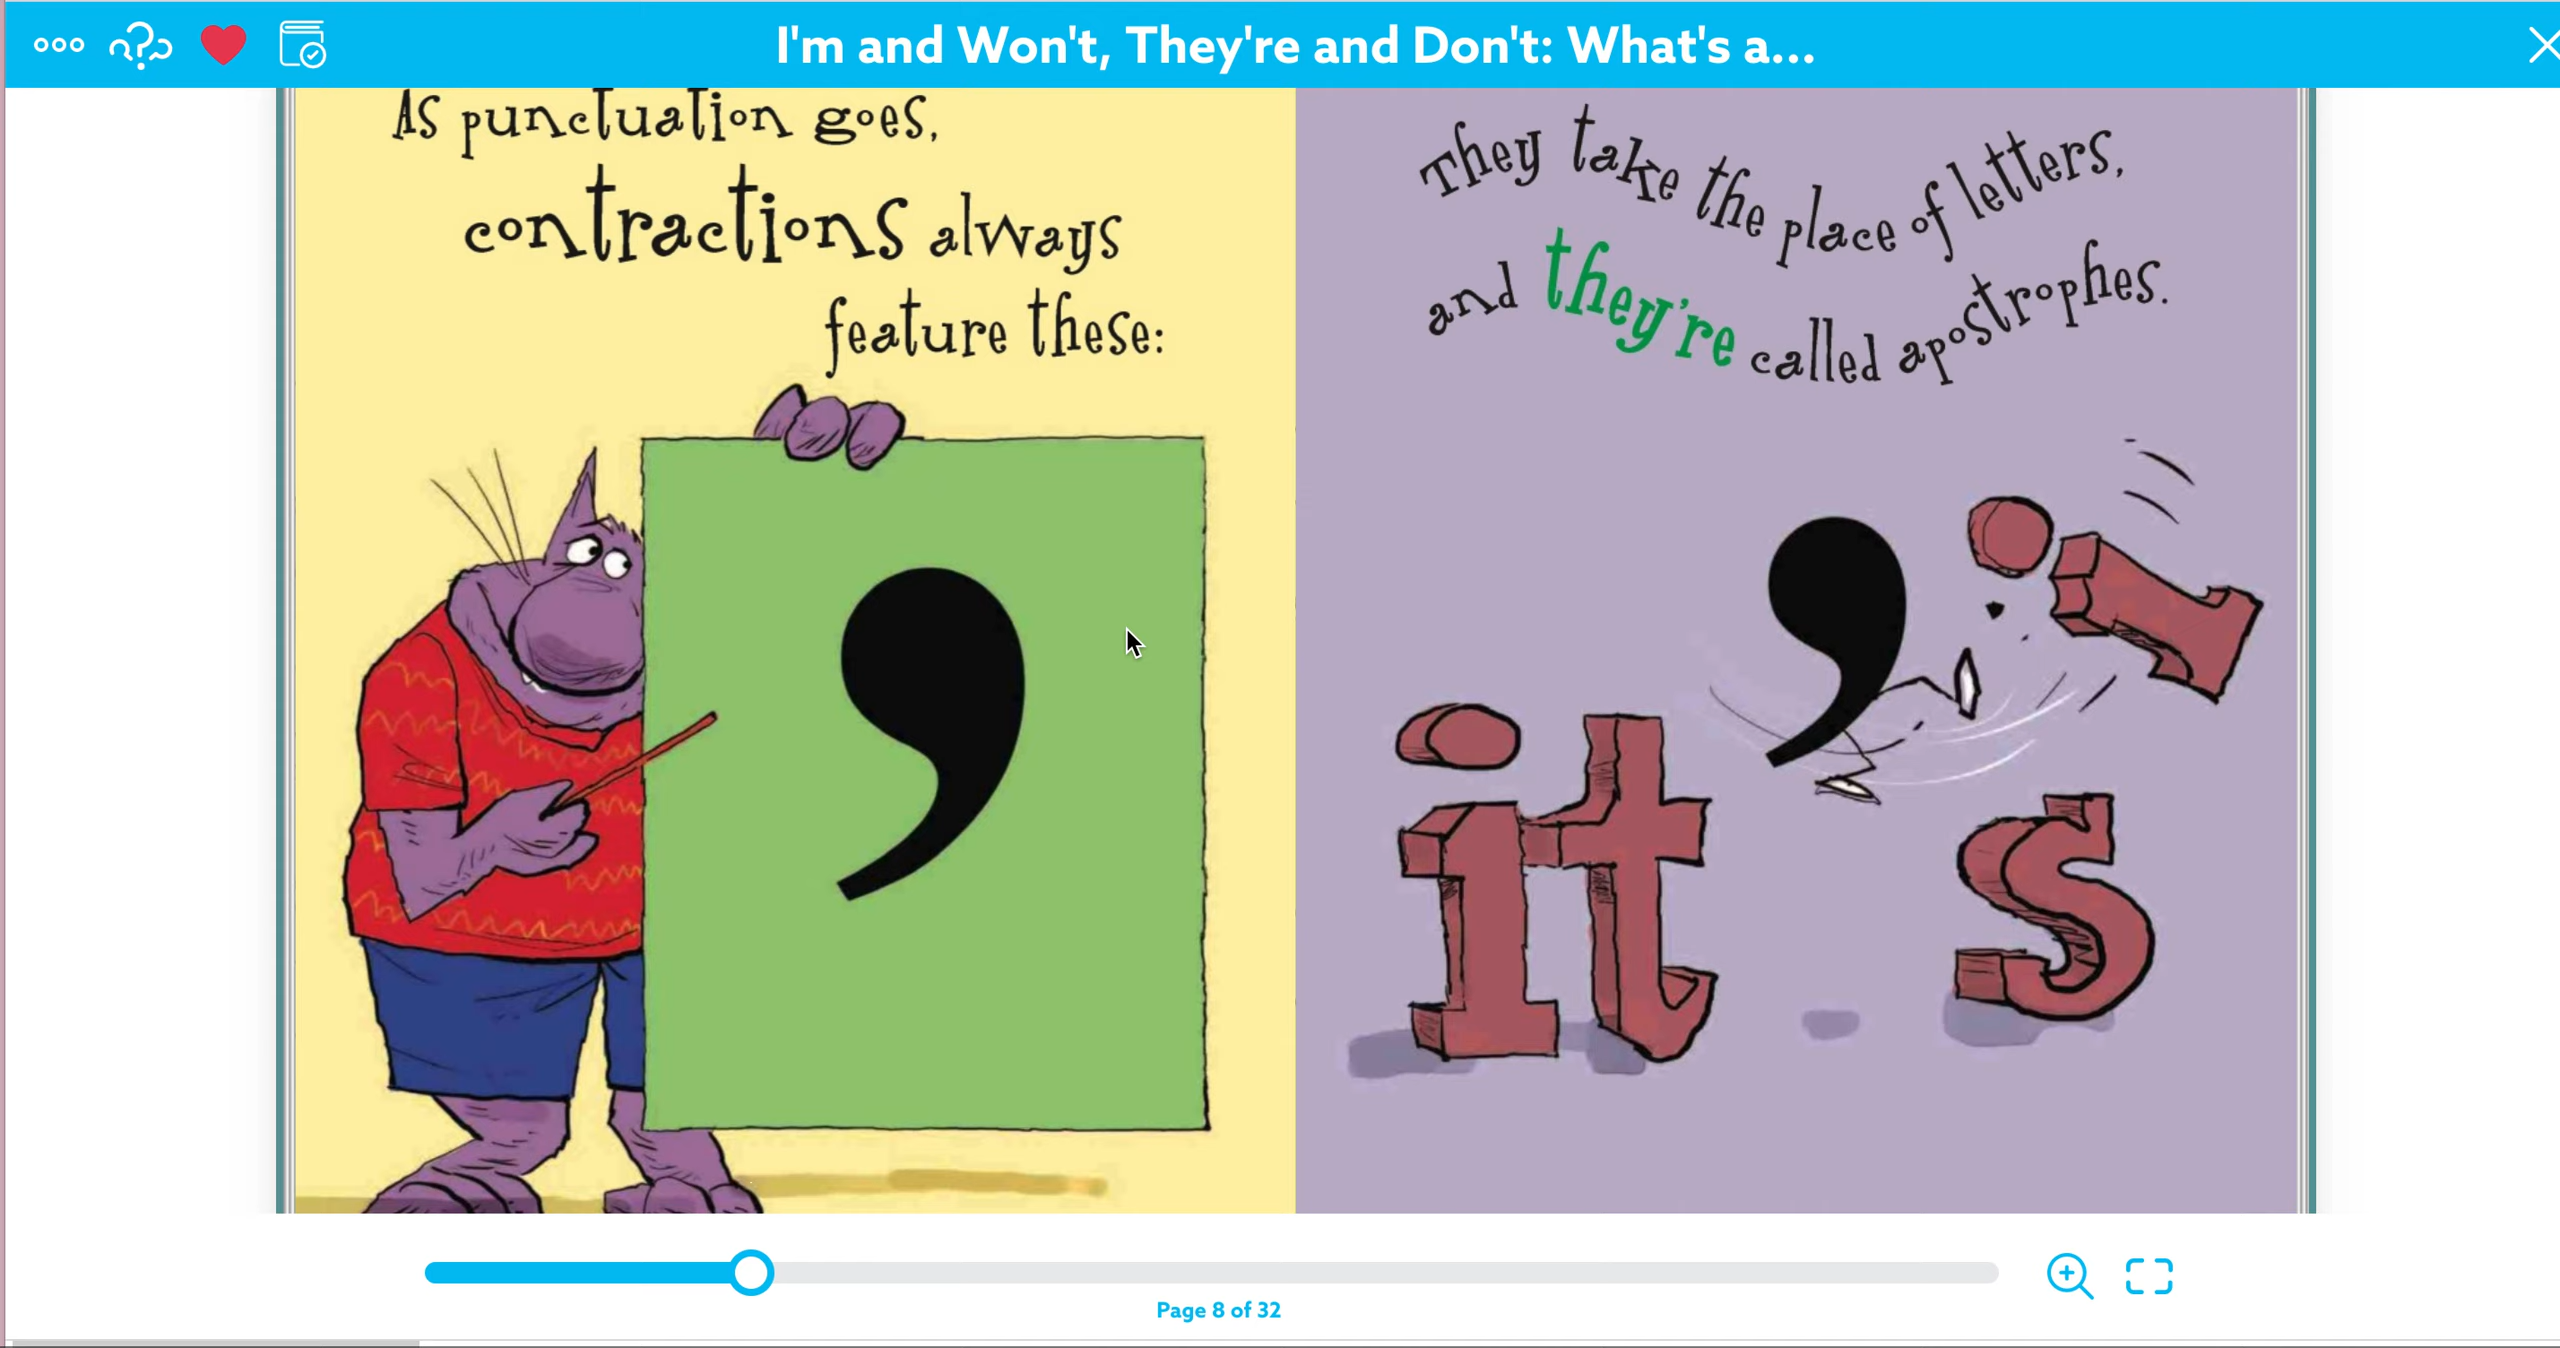 I'm and Won't, They're and Don't: What's a...
As punctuation goes,
contractions always
feature these:
They take the place of letters,
and they're called apostrophes.
,
i
it's
Page 8 of 32